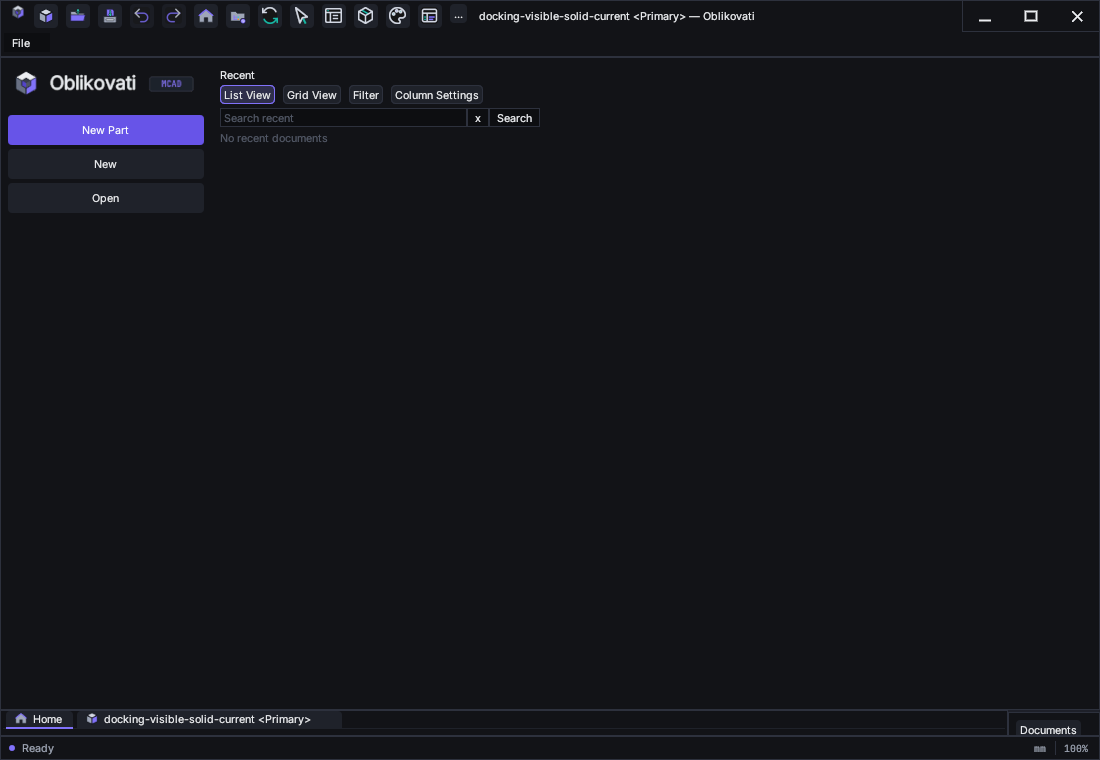 ... docking-visible-solid-current <Primary> — Oblikovati
File
Oblikovati MCAD
New Part
New
Open
Recent
List View Grid View Filter Column Settings
Search recent x Search
No recent documents
Home docking-visible-solid-current <Primary>
Documents
Ready mm 100%